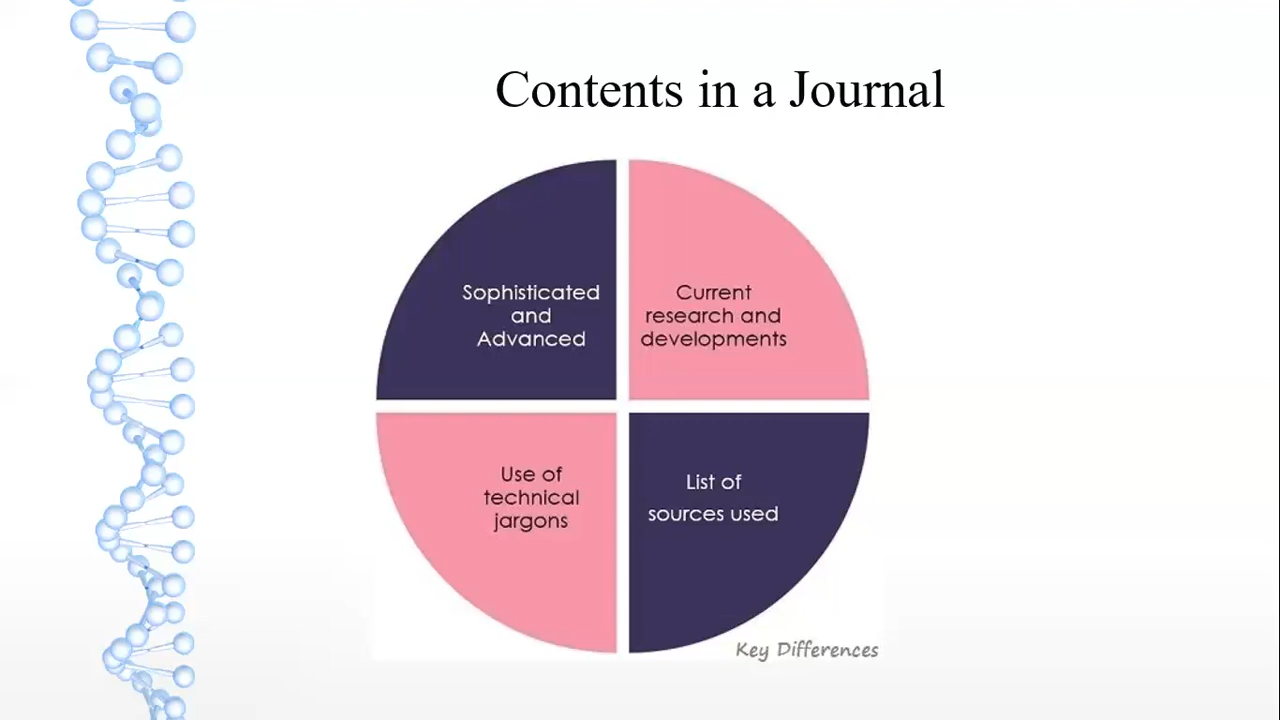 Contents in a Journal
Sophisticated
and
Advanced
Current
research and
developments
Use of
technical
jargons
List of
sources used
Key Differences